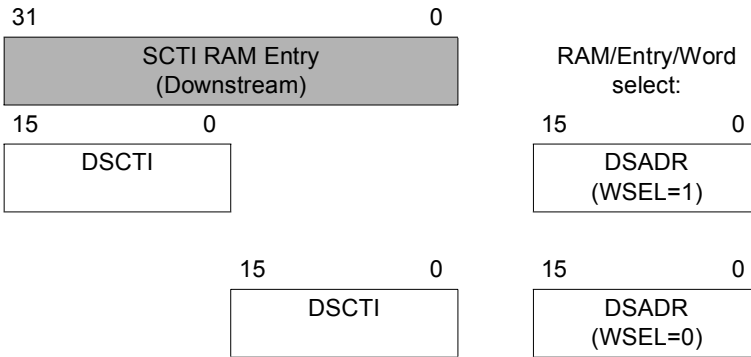 31 0
SCTI RAM Entry
(Downstream)
RAM/Entry/Word
select:
15 0 15 0
DSCTI DSADR
(WSEL=1)
15 0 15 0
DSCTI DSADR
(WSEL=0)